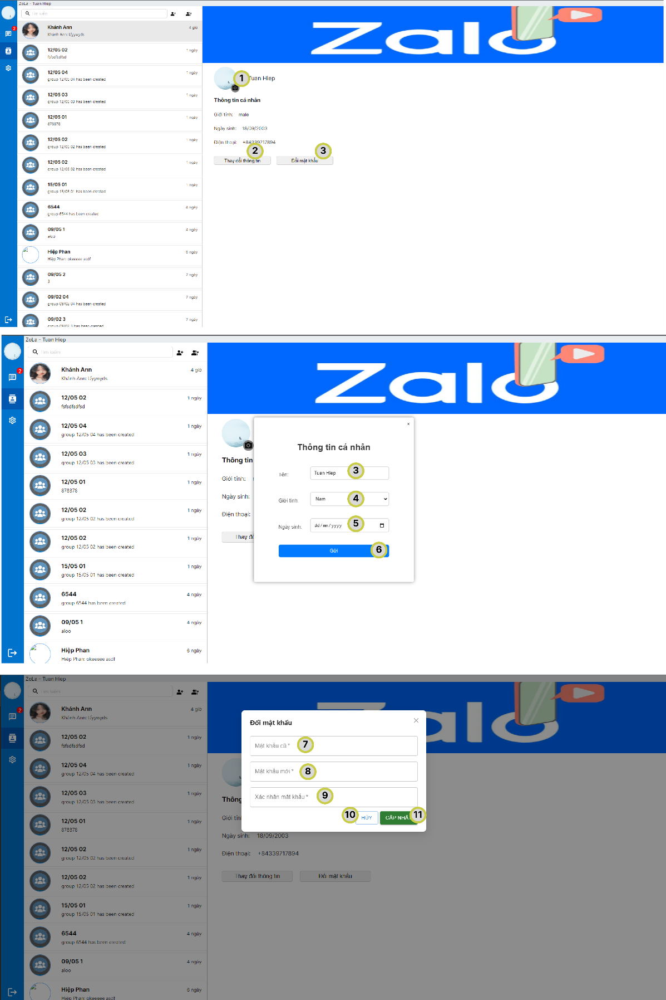 ZoLa - Tuan Hiep
Tìm kiếm
2
Khánh Ann
4 giờ
Khánh Ann: Uyywyds
12/05 02
1 ngày
fsfsdfsdfsd
12/05 04
1 ngày
group 12/05 04 has been created
12/05 03
1 ngày
group 12/05 03 has been created
12/05 01
1 ngày
878878
12/05 02
1 ngày
group 12/05 02 has been created
12/05 02
1 ngày
group 12/05 02 has been created
15/05 01
1 ngày
group 15/05 01 has been created
6544
4 ngày
group 6544 has been created
09/05 1
4 ngày
aloo
Hiệp Phan
6 ngày
Hiệp Phan: okeeeee asdf
09/05 2
7 ngày
3
09/02 04
7 ngày
group 09/02 04 has been created
09/02 3
7 ngày
group 09/02 3 has been created
Zalo
1
Tuan Hiep
Thông tin cá nhân
Giới tính: male
Ngày sinh: 18/09/2003
Điện thoại: +84339717894
2
3
Thay đổi thông tin
Đổi mật khẩu
ZoLa - Tuan Hiep
Tìm kiếm
2
Khánh Ann
4 giờ
Khánh Ann: Uyywyds
12/05 02
1 ngày
fsfsdfsdfsd
12/05 04
1 ngày
group 12/05 04 has been created
12/05 03
1 ngày
group 12/05 03 has been created
12/05 01
1 ngày
878878
12/05 02
1 ngày
group 12/05 02 has been created
12/05 02
1 ngày
group 12/05 02 has been created
15/05 01
1 ngày
group 15/05 01 has been created
6544
4 ngày
group 6544 has been created
09/05 1
4 ngày
aloo
Hiệp Phan
6 ngày
Hiệp Phan: okeeeee asdf
Zalo
Thông tin
Giới tính:
Ngày sinh:
Điện thoại:
Thay đổ
×
Thông tin cá nhân
Tên: Tuan Hiep 3
Giới tính: Nam 4
Ngày sinh: dd/mm/yyyy 5
Gửi 6
ZoLa - Tuan Hiep
Tìm kiếm
2
Khánh Ann
4 giờ
Khánh Ann: Uyywyds
12/05 02
1 ngày
fsfsdfsdfsd
12/05 04
1 ngày
group 12/05 04 has been created
12/05 03
1 ngày
group 12/05 03 has been created
12/05 01
1 ngày
878878
12/05 02
1 ngày
group 12/05 02 has been created
12/05 02
1 ngày
group 12/05 02 has been created
15/05 01
1 ngày
group 15/05 01 has been created
6544
4 ngày
group 6544 has been created
09/05 1
4 ngày
aloo
Hiệp Phan
6 ngày
Hiệp Phan: okeeeee asdf
Zalo
Đổi mật khẩu
Mật khẩu cũ * 7
Mật khẩu mới * 8
Xác nhận mật khẩu * 9
10 HỦY CẬP NHẬ 11
Thông
Giới tính
Ngày sinh: 18/09/2003
Điện thoại: +84339717894
Thay đổi thông tin
Đổi mật khẩu